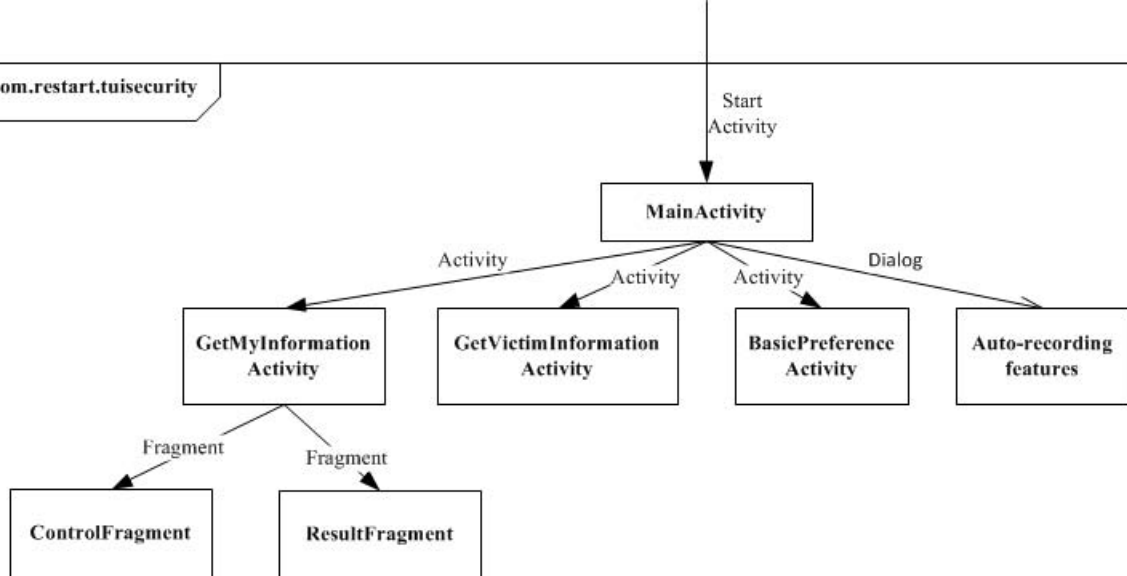 om.restart.tuisecurity
Start
Activity
MainActivity
Activity
Activity
Activity
Dialog
GetMyInformation
Activity
GetVictimInformation
Activity
BasicPreference
Activity
Auto-recording
features
Fragment
Fragment
ControlFragment
ResultFragment